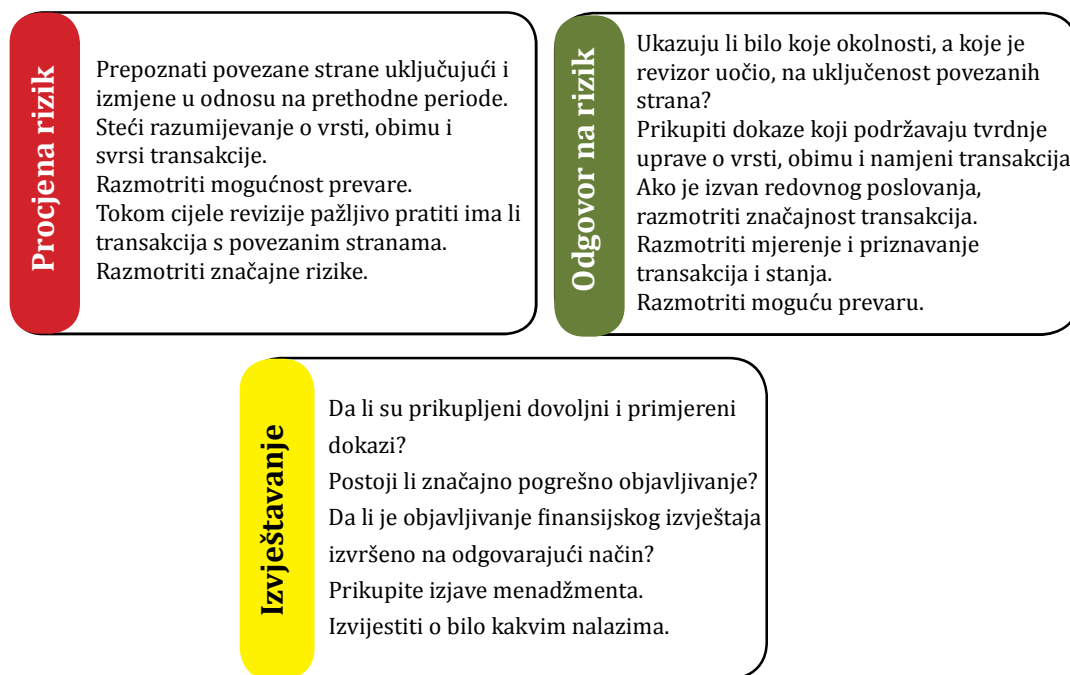 Procjena rizik
Prepoznati povezane strane uključujući i
izmjene u odnosu na prethodne periode.
Steći razumijevanje o vrsti, obimu i
svrsi transakcije.
Razmotriti mogućnost prevare.
Tokom cijele revizije pažljivo pratiti ima li
transakcija s povezanim stranama.
Razmotriti značajne rizike.
Odgovor na rizik
Ukazuju li bilo koje okolnosti, a koje je
revizor uočio, na uključenost povezanih
strana?
Prikupiti dokaze koji podržavaju tvrdnje
uprave o vrsti, obimu i namjeni transakcija
Ako je izvan redovnog poslovanja,
razmotriti značajnost transakcija.
Razmotriti mjerenje i priznavanje
transakcija i stanja.
Razmotriti moguću prevaru.
Izvještavanje
Da li su prikupljeni dovoljni i primjereni
dokazi?
Postoji li značajno pogrešno objavljivanje?
Da li je objavljivanje finansijskog izvještaja
izvršeno na odgovarajući način?
Prikupite izjave menadžmenta.
Izvijestiti o bilo kakvim nalazima.